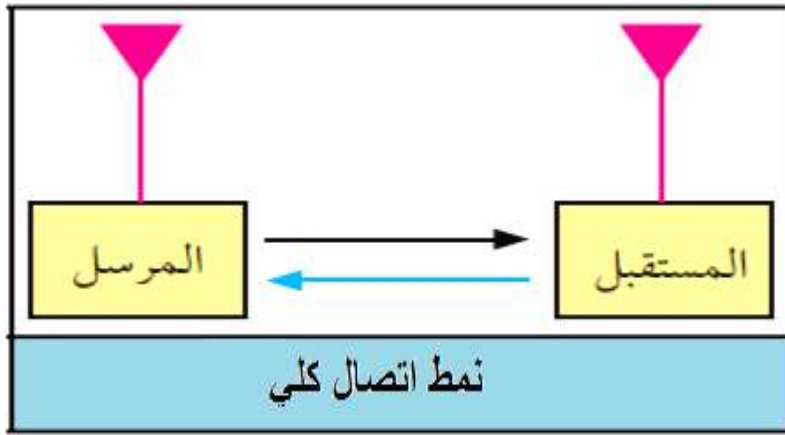 المستقبل
المرسل
نمط اتصال كلي